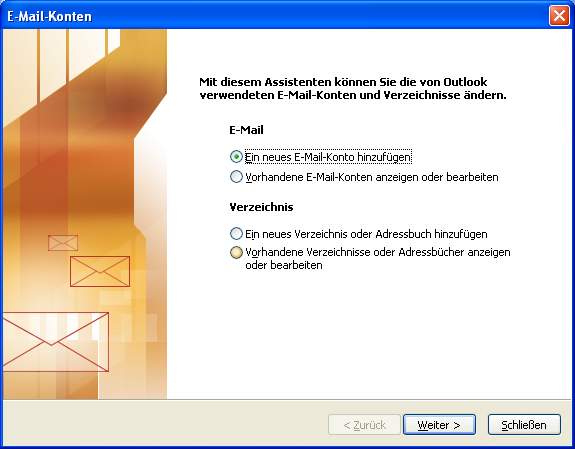 E-Mail-Konten
Mit diesem Assistenten können Sie die von Outlook
verwendeten E-Mail-Konten und Verzeichnisse ändern.
E-Mail
Ein neues E-Mail-Konto hinzufügen
Vorhandene E-Mail-Konten anzeigen oder bearbeiten
Verzeichnis
Ein neues Verzeichnis oder Adressbuch hinzufügen
Vorhandene Verzeichnisse oder Adressbücher anzeigen
oder bearbeiten
< Zurück
Weiter >
Schließen